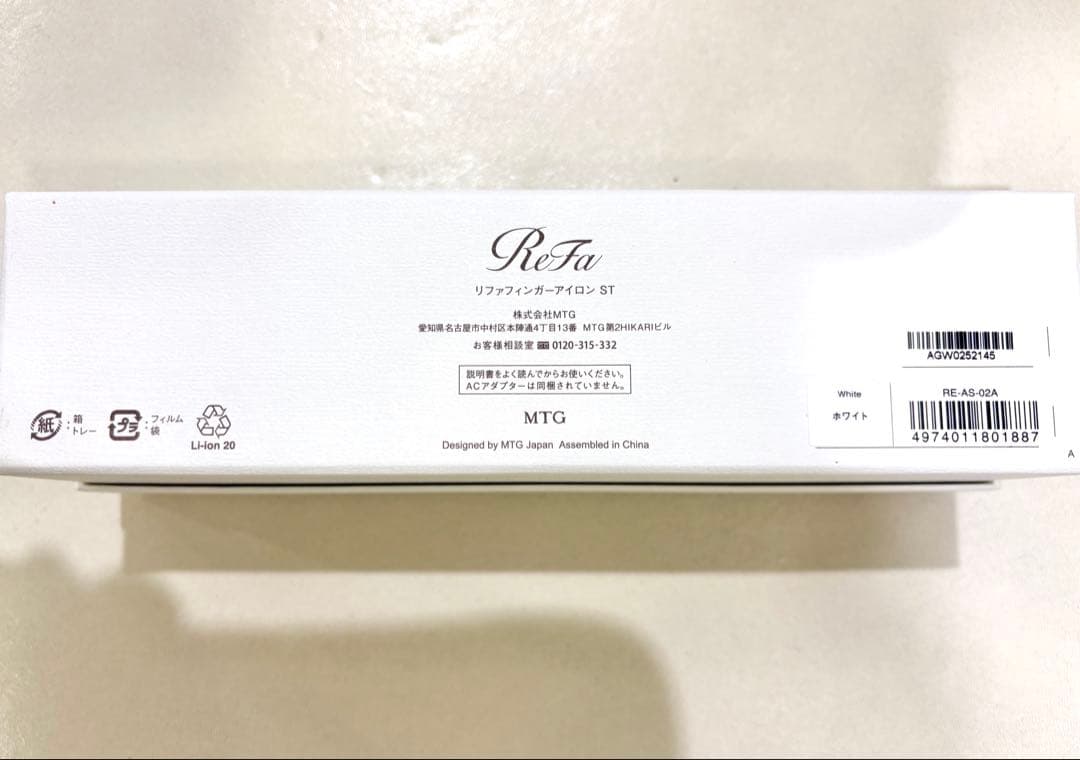 ReFa
リファフィンガーアイロン ST
株式会社MTG
愛知県名古屋市中村区本陣通4丁目13番 MTG第2HIKARIビル
お客様相談室 0120-315-332
説明書をよく読んでからお使いください。
ACアダプターは同梱されていません。
MTG
Designed by MTG Japan Assembled in China
紙 : 箱
トレー
プラ : フィルム
袋
Li-ion 20
AGW0252145
White
ホワイト
RE-AS-02A
4974011801887
A